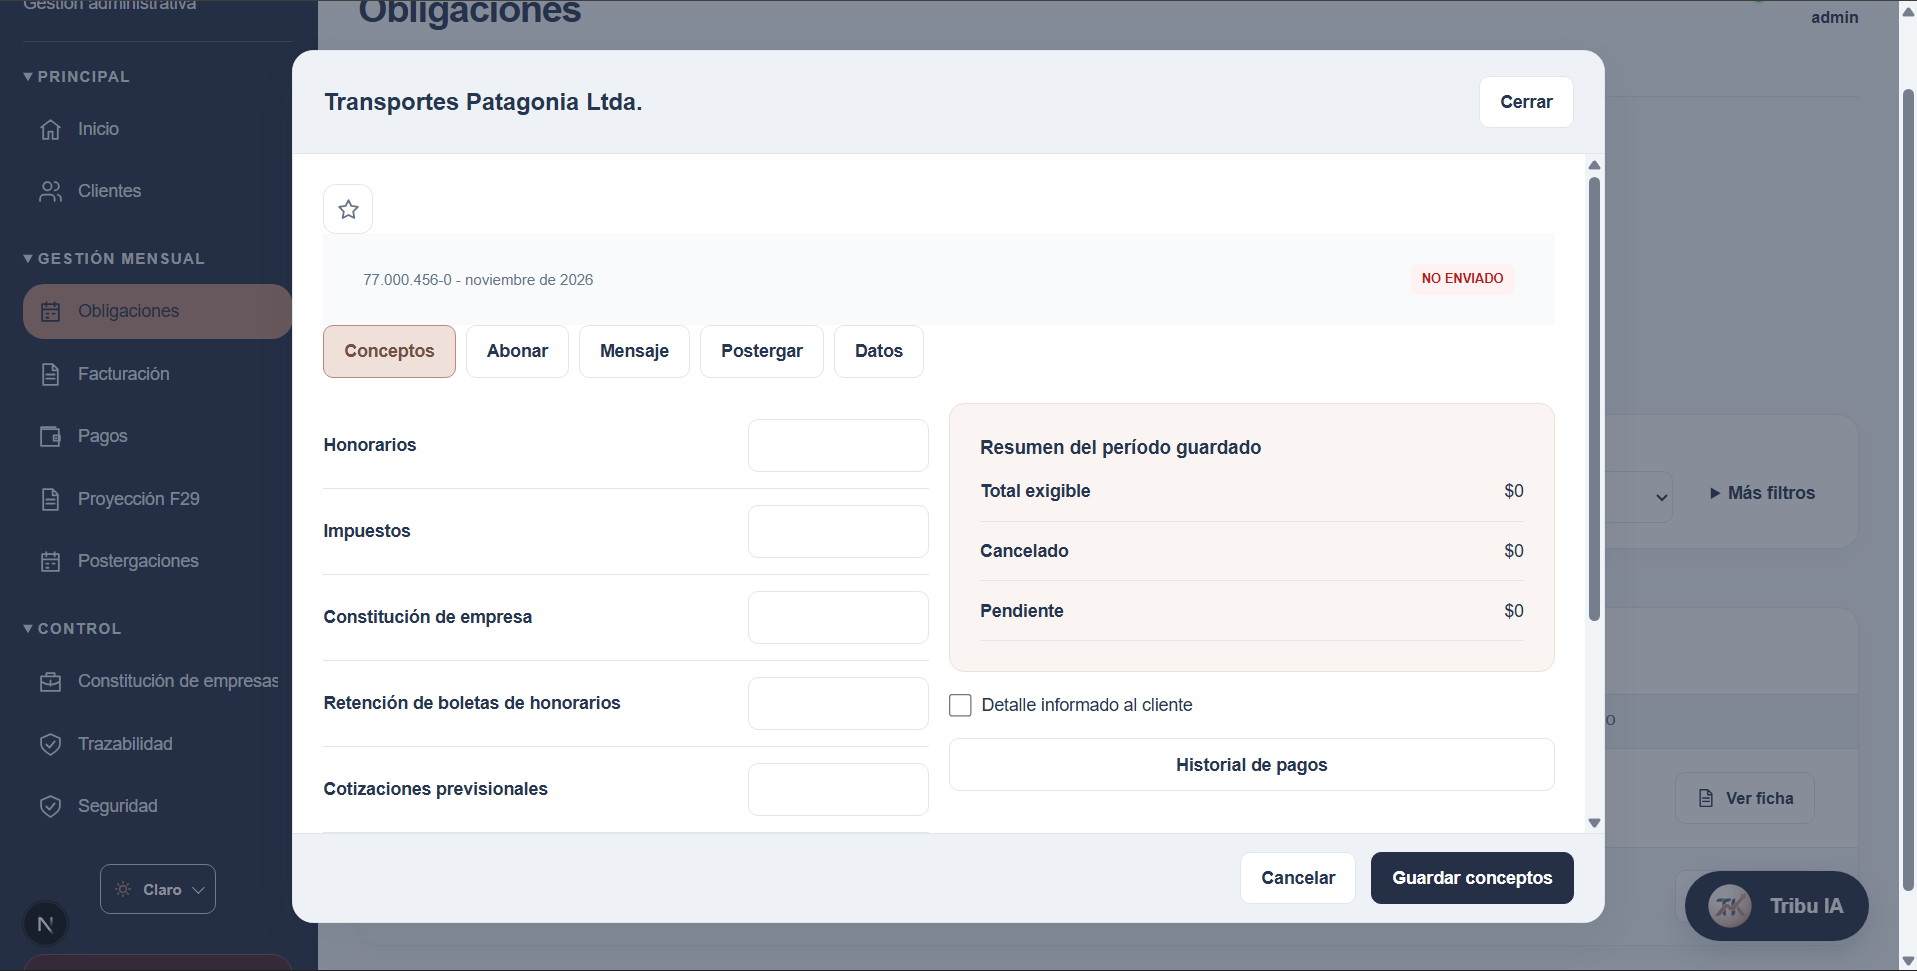 Gestión administrativa
PRINCIPAL
Inicio
Clientes
GESTIÓN MENSUAL
Obligaciones
Facturación
Pagos
Proyección F29
Postergaciones
CONTROL
Constitución de empresas
Trazabilidad
Seguridad
Claro
N
Obligaciones
admin
Transportes Patagonia Ltda.
Cerrar
77.000.456-0 - noviembre de 2026
NO ENVIADO
Conceptos
Abonar
Mensaje
Postergar
Datos
Honorarios
Impuestos
Constitución de empresa
Retención de boletas de honorarios
Cotizaciones previsionales
Resumen del período guardado
Total exigible $0
Cancelado $0
Pendiente $0
Detalle informado al cliente
Historial de pagos
Cancelar
Guardar conceptos
Más filtros
Ver ficha
Tribu IA